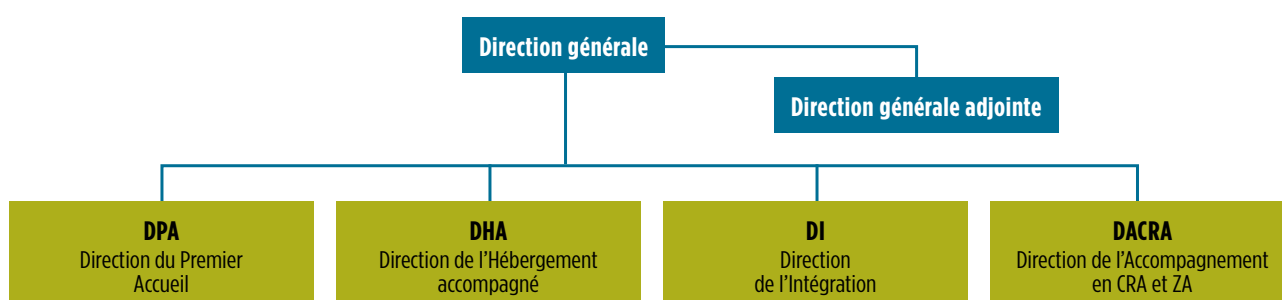 Direction générale
Direction générale adjointe
DPA
Direction du Premier
Accueil
DHA
Direction de l'Hébergement
accompagné
DI
Direction
de l'Intégration
DACRA
Direction de l'Accompagnement
en CRA et ZA